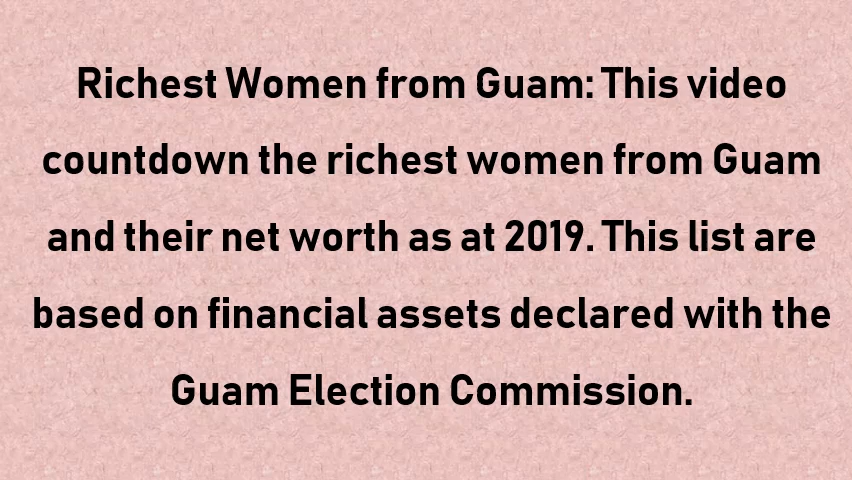 Richest Women from Guam: This video
countdown the richest women from Guam
and their net worth as at 2019. This list are
based on financial assets declared with the
Guam Election Commission.